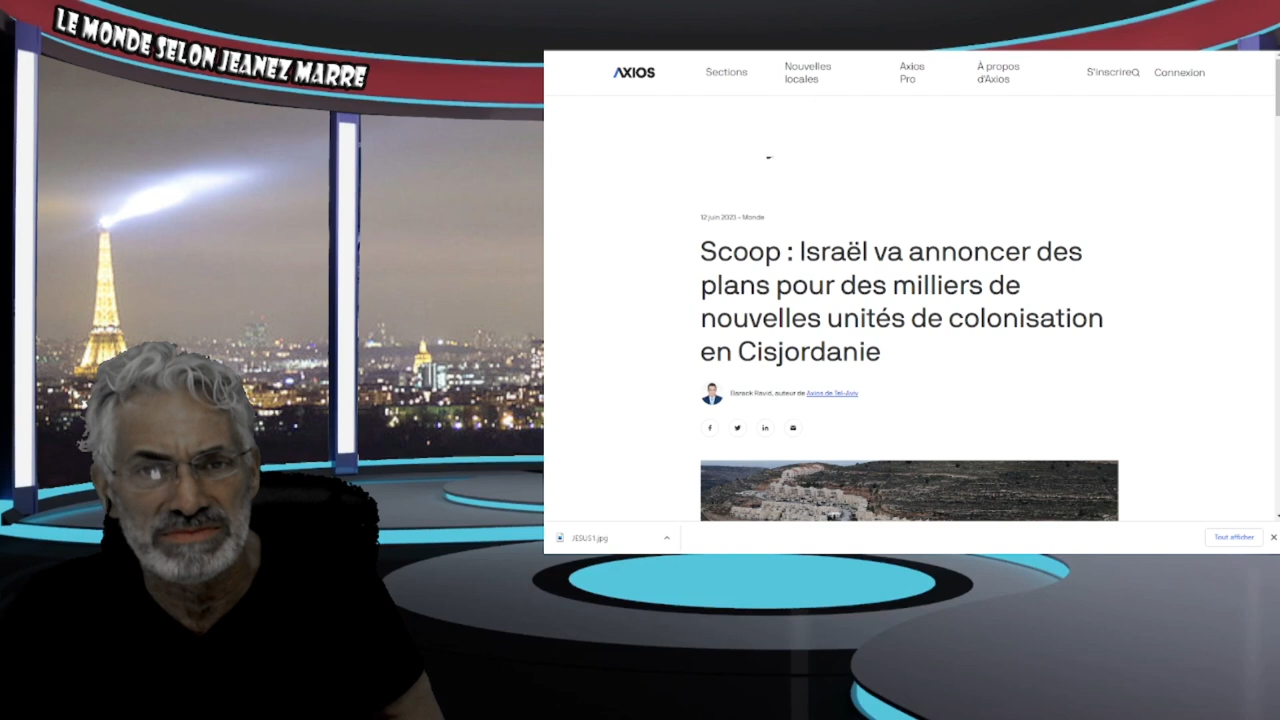 LE MONDE SELON JEANEZ MARRE
AXIOS
Sections
Nouvelles
locales
Axios
Pro
À propos
d'Axios
S'inscrire
Connexion
12 juin 2023 – Monde
Scoop : Israël va annoncer des
plans pour des milliers de
nouvelles unités de colonisation
en Cisjordanie
Barack Ravid, auteur de Axios de Tel-Aviv
JESUS1.jpg
Tout afficher